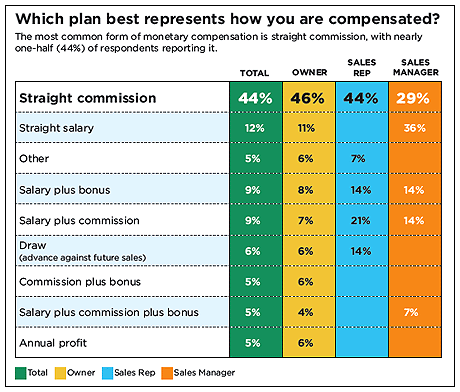 Which plan best represents how you are compensated?
The most common form of monetary compensation is straight commission, with nearly
one-half (44%) of respondents reporting it.
TOTAL OWNER SALES REP SALES MANAGER
Straight commission 44% 46% 44% 29%
Straight salary 12% 11% 36%
Other 5% 6% 7%
Salary plus bonus 9% 8% 14% 14%
Salary plus commission 9% 7% 21% 14%
Draw 6% 6% 14%
(advance against future sales)
Commission plus bonus 5% 6%
Salary plus commission plus bonus 5% 4% 7%
Annual profit 5% 6%
Total Owner Sales Rep Sales Manager